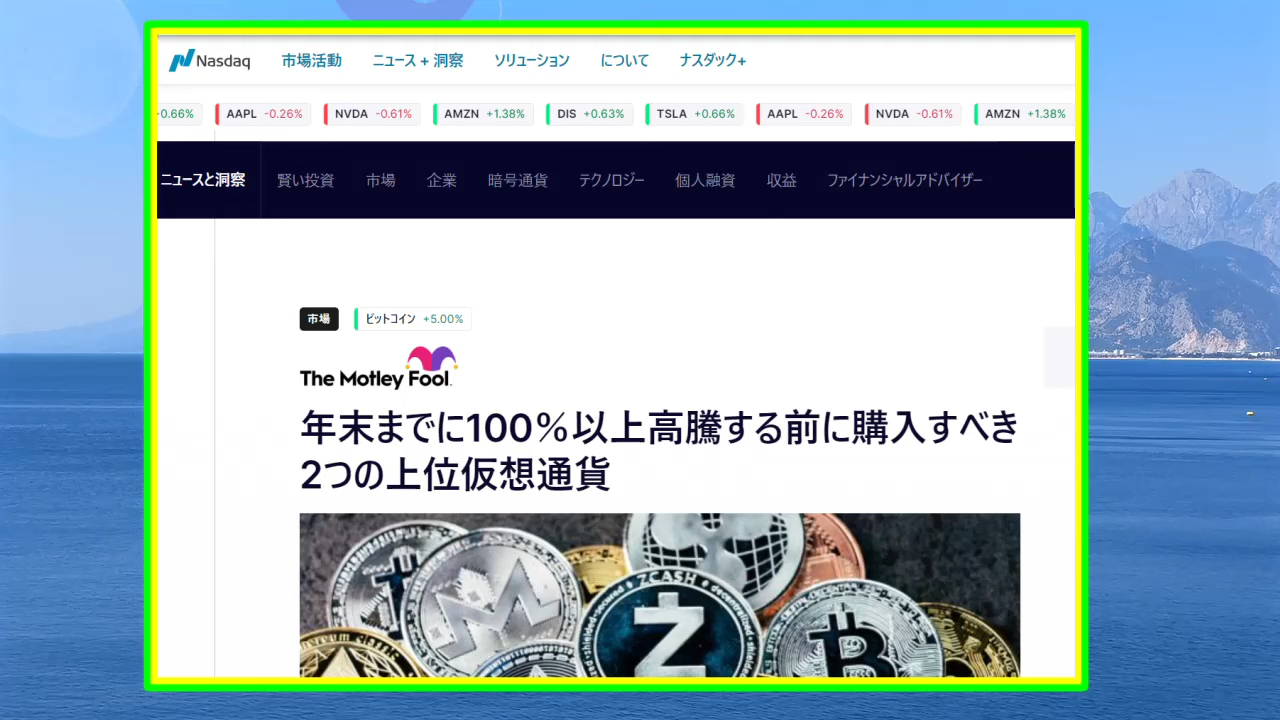 Nasdaq 市場活動 ニュース + 洞察 ソリューション について ナスダック+
0.66% AAPL -0.26% NVDA -0.61% AMZN +1.38% DIS +0.63% TSLA +0.66% AAPL -0.26% NVDA -0.61% AMZN +1.38%
ニュースと洞察 賢い投資 市場 企業 暗号通貨 テクノロジー 個人融資 収益 ファイナンシャルアドバイザー
市場 ビットコイン +5.00%
The Motley Fool.
年末までに100%以上高騰する前に購入すべき
2つの上位仮想通貨
ZCASH